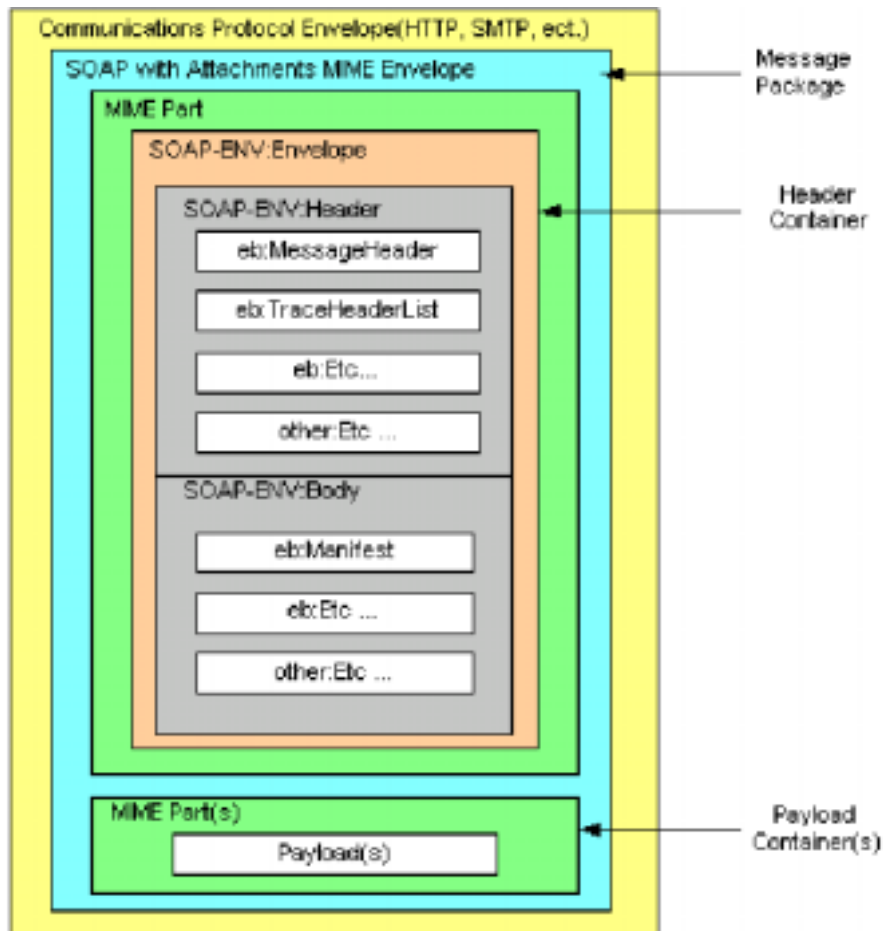 Communications Protocol Envelope(HTTP, SMTP, ect.)
SOAP with Attachments MIME Envelope
Message
Package
MIME Part
SOAP-ENV:Envelope
Header
Container
SOAP-ENV:Header
eb:MessageHeader
eb:TraceHeaderList
eb:Etc...
other:Etc ...
SOAP-ENV:Body
eb:Manifest
eb:Etc ...
other:Etc ...
MIME Part(s)
Payload
Container(s)
Payload(s)